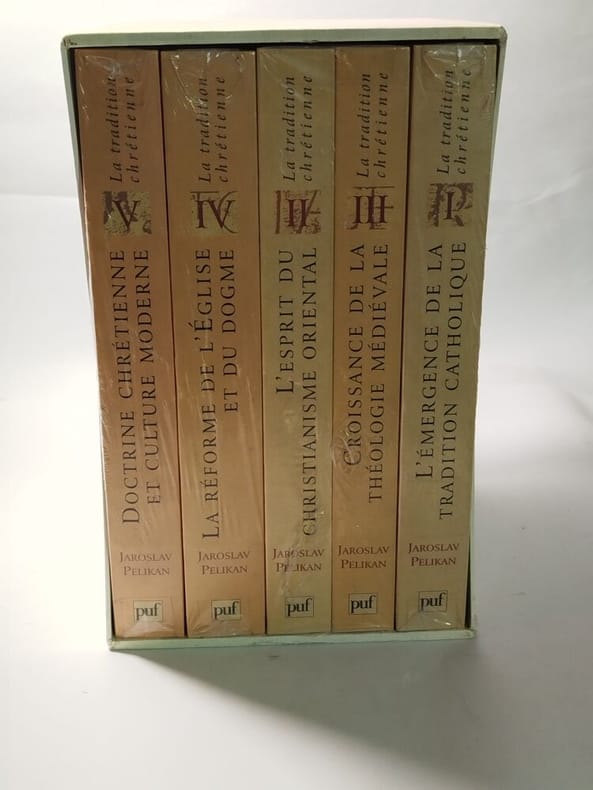 La tradition
chrétienne
V
DOCTRINE CHRÉTIENNE
ET CULTURE MODERNE
JAROSLAV
PELIKAN
puf
La tradition
chrétienne
IV
LA RÉFORME DE L'ÉGLISE
ET DU DOGME
JAROSLAV
PELIKAN
puf
La tradition
chrétienne
II
L'ESPRIT DU
CHRISTIANISME ORIENTAL
JAROSLAV
PELIKAN
puf
La tradition
chrétienne
III
CROISSANCE DE LA
THÉOLOGIE MÉDIÉVALE
JAROSLAV
PELIKAN
puf
La tradition
chrétienne
I
L'ÉMERGENCE DE LA
TRADITION CATHOLIQUE
JAROSLAV
PELIKAN
puf